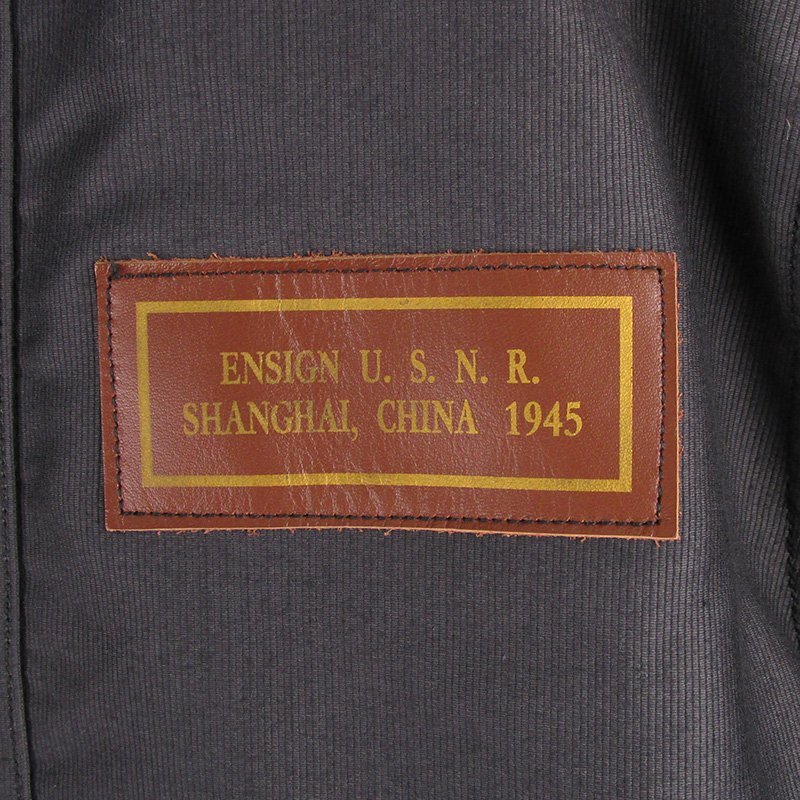 ENSIGN U. S. N. R.
SHANGHAI, CHINA 1945